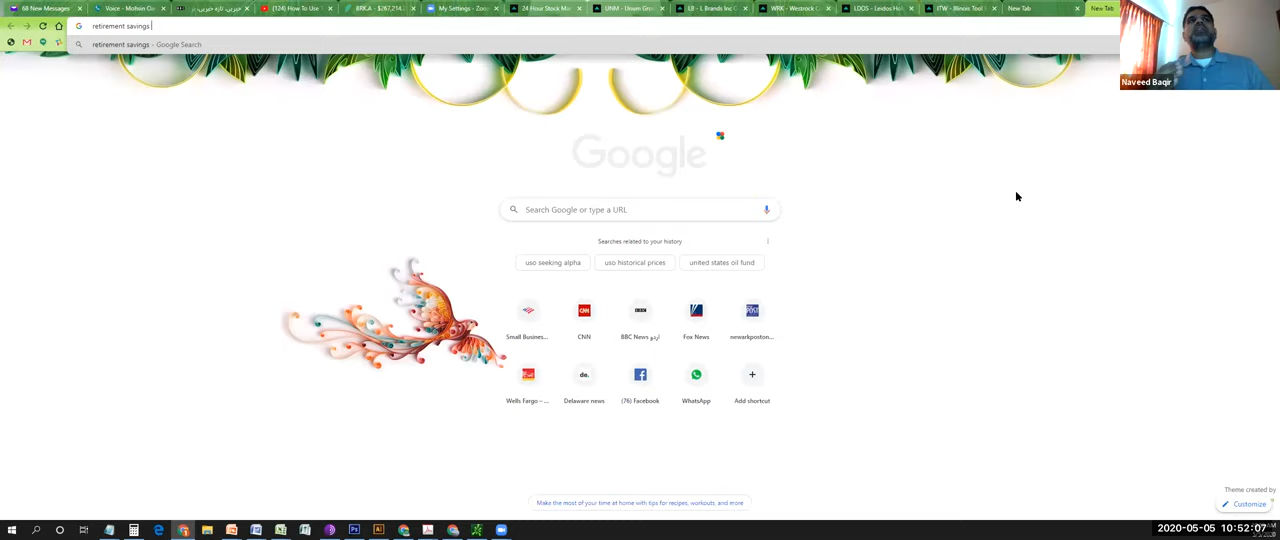 68 New Messages
Voice - Mohsin
(124) How To Use
BRK.A - $267,214.
My Settings - Zoom
24 Hour Stock Mar
UNM - Unum Grou
LB - L Brands Inc
WRK - Westrock C
LDOS - Leidos Hol
ITW - Illinois Tool
New Tab
New Tab
retirement savings
retirement savings - Google Search
Naveed Baqir
Google
Search Google or type a URL
Searches related to your history
uso seeking alpha
uso historical prices
united states oil fund
Small Busines...
CNN
BBC News اردو
Fox News
newarkposton...
Wells Fargo – ...
Delaware news
(76) Facebook
WhatsApp
Add shortcut
Make the most of your time at home with tips for recipes, workouts, and more
Theme created by
Customize
2020-05-05 10:52:07